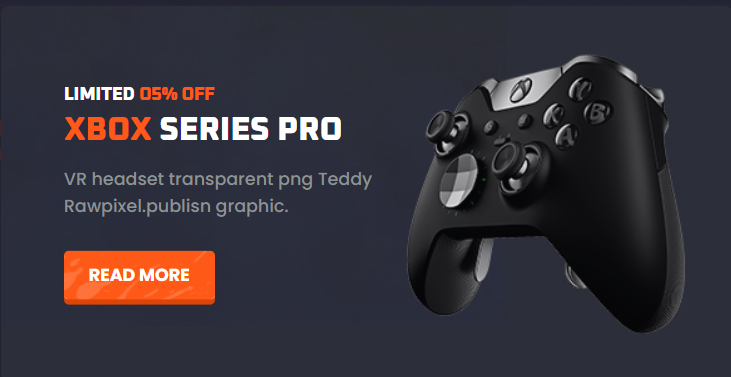 LIMITED 05% OFF
XBOX SERIES PRO
VR headset transparent png Teddy
Rawpixel.publisn graphic.
READ MORE
Y
X
B
A